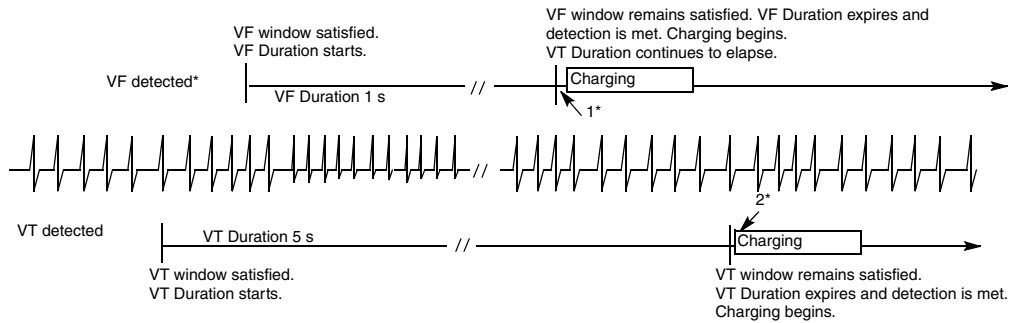 VF window satisfied.
VF Duration starts.
VF window remains satisfied. VF Duration expires and
detection is met. Charging begins.
VT Duration continues to elapse.
VF detected*
VF Duration 1 s
//
Charging
1*
//
2*
VT detected
VT Duration 5 s
//
Charging
VT window satisfied.
VT Duration starts.
VT window remains satisfied.
VT Duration expires and detection is met.
Charging begins.